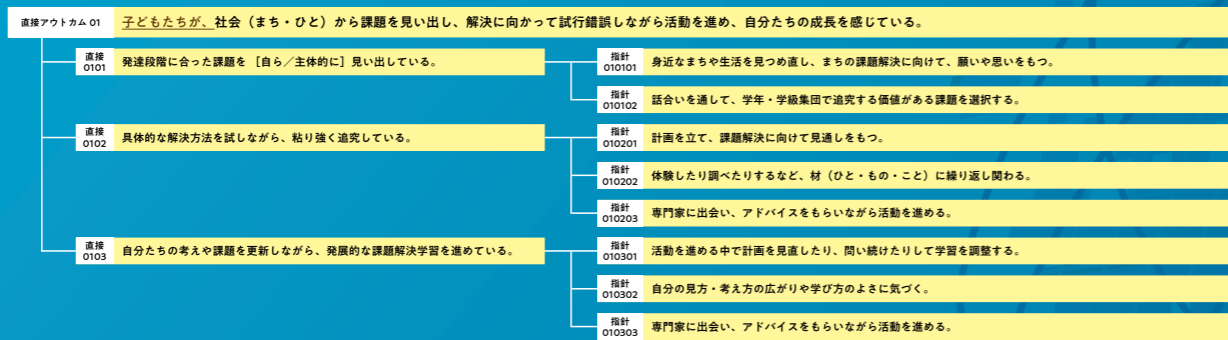 直接アウトカム 01
子どもたちが、社会（まち・ひと）から課題を見い出し、解決に向かって試行錯誤しながら活動を進め、自分たちの成長を感じている。
直接
0101
発達段階に合った課題を ［自ら／主体的に］見い出している。
指針
010101
身近なまちや生活を見つめ直し、まちの課題解決に向けて、願いや思いをもつ。
指針
010102
話合いを通して、学年・学級集団で追究する価値がある課題を選択する。
直接
0102
具体的な解決方法を試しながら、粘り強く追究している。
指針
010201
計画を立て、課題解決に向けて見通しをもつ。
指針
010202
体験したり調べたりするなど、材（ひと・もの・こと）に繰り返し関わる。
指針
010203
専門家に出会い、アドバイスをもらいながら活動を進める。
直接
0103
自分たちの考えや課題を更新しながら、発展的な課題解決学習を進めている。
指針
010301
活動を進める中で計画を見直したり、問い続けたりして学習を調整する。
指針
010302
自分の見方・考え方の広がりや学び方のよさに気づく。
指針
010303
専門家に出会い、アドバイスをもらいながら活動を進める。